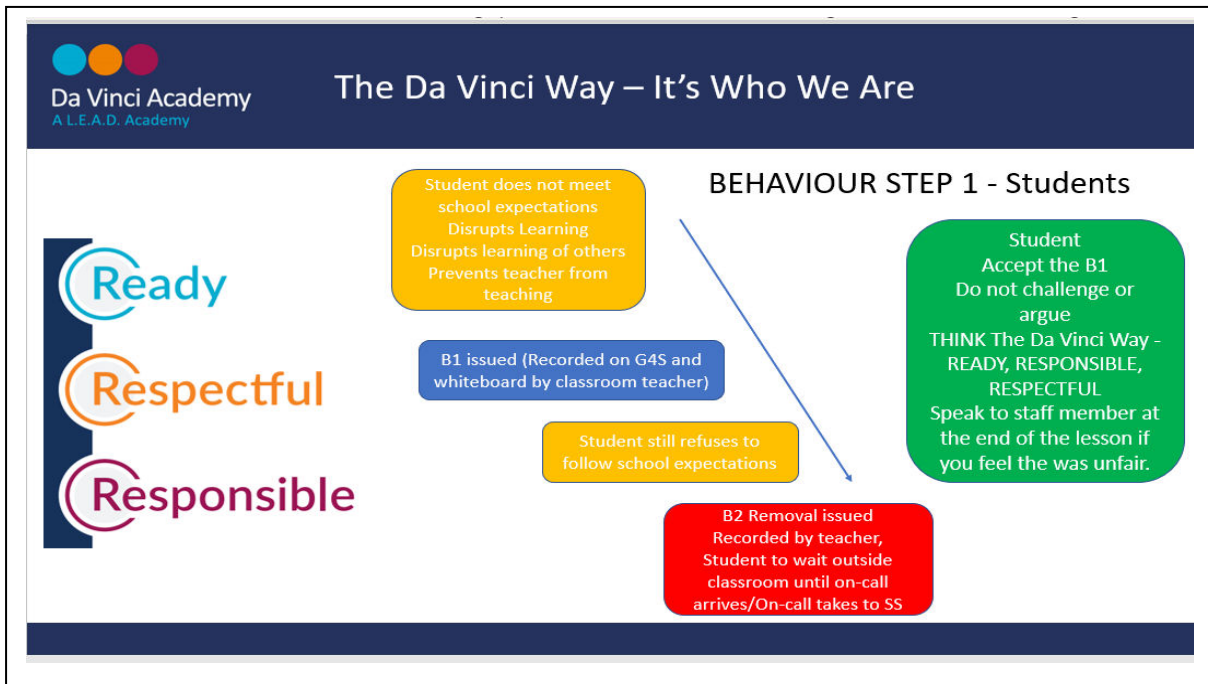 Da Vinci Academy
A L.E.A.D. Academy
The Da Vinci Way – It's Who We Are
BEHAVIOUR STEP 1 - Students
Ready
Respectful
Responsible
Student does not meet
school expectations
Disrupts Learning
Disrupts learning of others
Prevents teacher from
teaching
B1 issued (Recorded on G4S and
whiteboard by classroom teacher)
Student still refuses to
follow school expectations
B2 Removal issued
Recorded by teacher,
Student to wait outside
classroom until on-call
arrives/On-call takes to SS
Student
Accept the B1
Do not challenge or
argue
THINK The Da Vinci Way -
READY, RESPONSIBLE,
RESPECTFUL
Speak to staff member at
the end of the lesson if
you feel the was unfair.